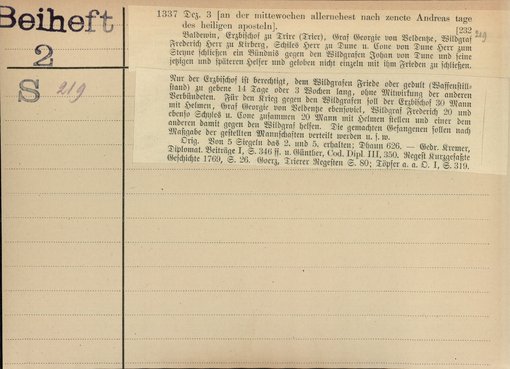 Beiheft
2
S 219
1337 Dez. 3 [an der mittewochen allernehest nach zencte Andreas tage
des heiligen aposteln].
[232 219
Baldewin, Erzbischof zu Trire (Trier), Graf Georgie von Veldentze, Wildgraf
Frederich Herr zu Kirberg, Schiles Herr zu Dune u. Cone von Dune Herr zum
Steyne schließen ein Bündnis gegen den Wildgrafen Johan von Dune und seine
jetzigen und späteren Helfer und geloben nicht einzeln mit ihm Frieden zu schließen.
Nur der Erzbischof ist berechtigt, dem Wildgrafen Friede oder gedult (Waffenstill-
stand) zu gebene 14 Tage oder 3 Wochen lang, ohne Mitwirkung der anderen
Verbündeten. Für den Krieg gegen den Wildgrafen soll der Erzbischof 30 Mann
mit Helmen, Graf Georgie von Veldentze ebensoviel, Wildgraf Frederich 20 und
ebenso Schyles u. Cone zusammen 20 Mann mit Helmen stellen und einer dem
anderen damit gegen den Wildgraf helfen. Die gemachten Gefangenen sollen nach
Maßgabe der gestellten Mannschaften verteilt werden u. s. w.
Orig. Von 5 Siegeln das 2. und 5. erhalten; Dhaun 626. — Gedr. Kremer,
Diplomat. Beiträge I, S. 346 ff. u. Günther, Cod. Dipl. III, 350. Regest Kurzgefaßte
Geschichte 1769, S. 26. Goerz, Trierer Regesten S. 80; Töpfer a. a. O. I, S. 319.